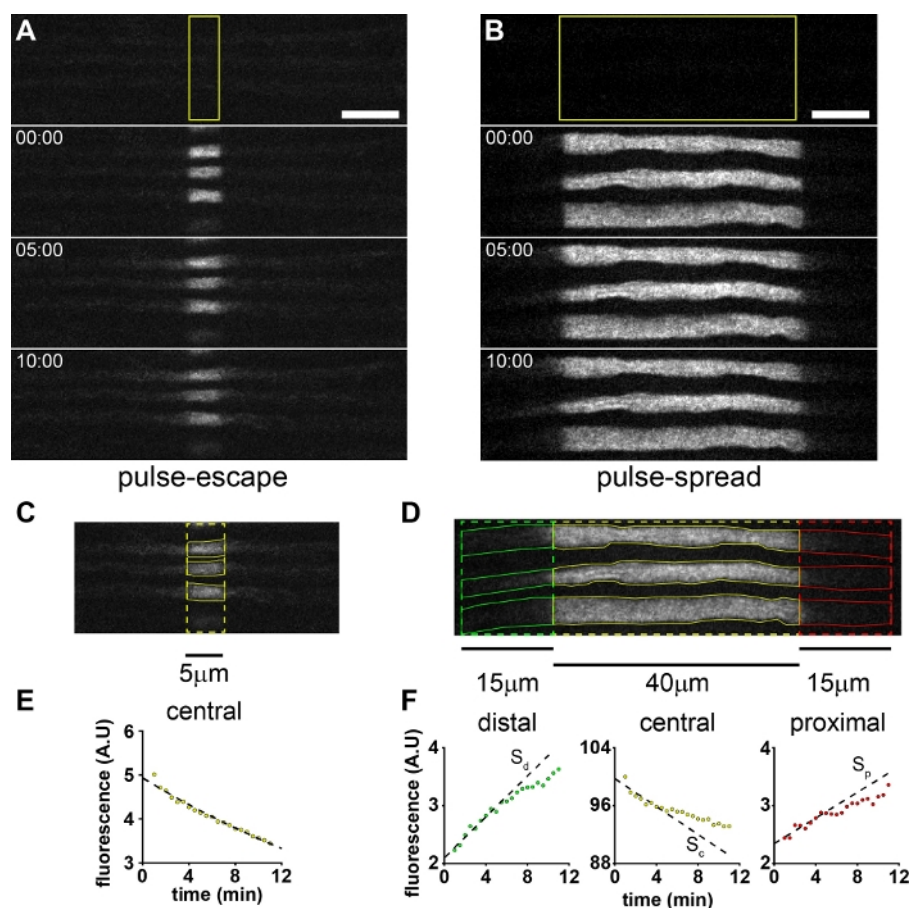 A
B
00:00
00:00
05:00
05:00
10:00
10:00
pulse-escape
pulse-spread
C
D
5μm
15μm
40μm
15μm
E
central
fluorescence (A.U)
6
5
4
3
0
4
8
12
time (min)
F
distal
central
proximal
fluorescence (A.U)
4
3
2
S_d
0
4
8
12
104
96
88
S_c
0
4
8
12
time (min)
4
3
2
S_p
0
4
8
12